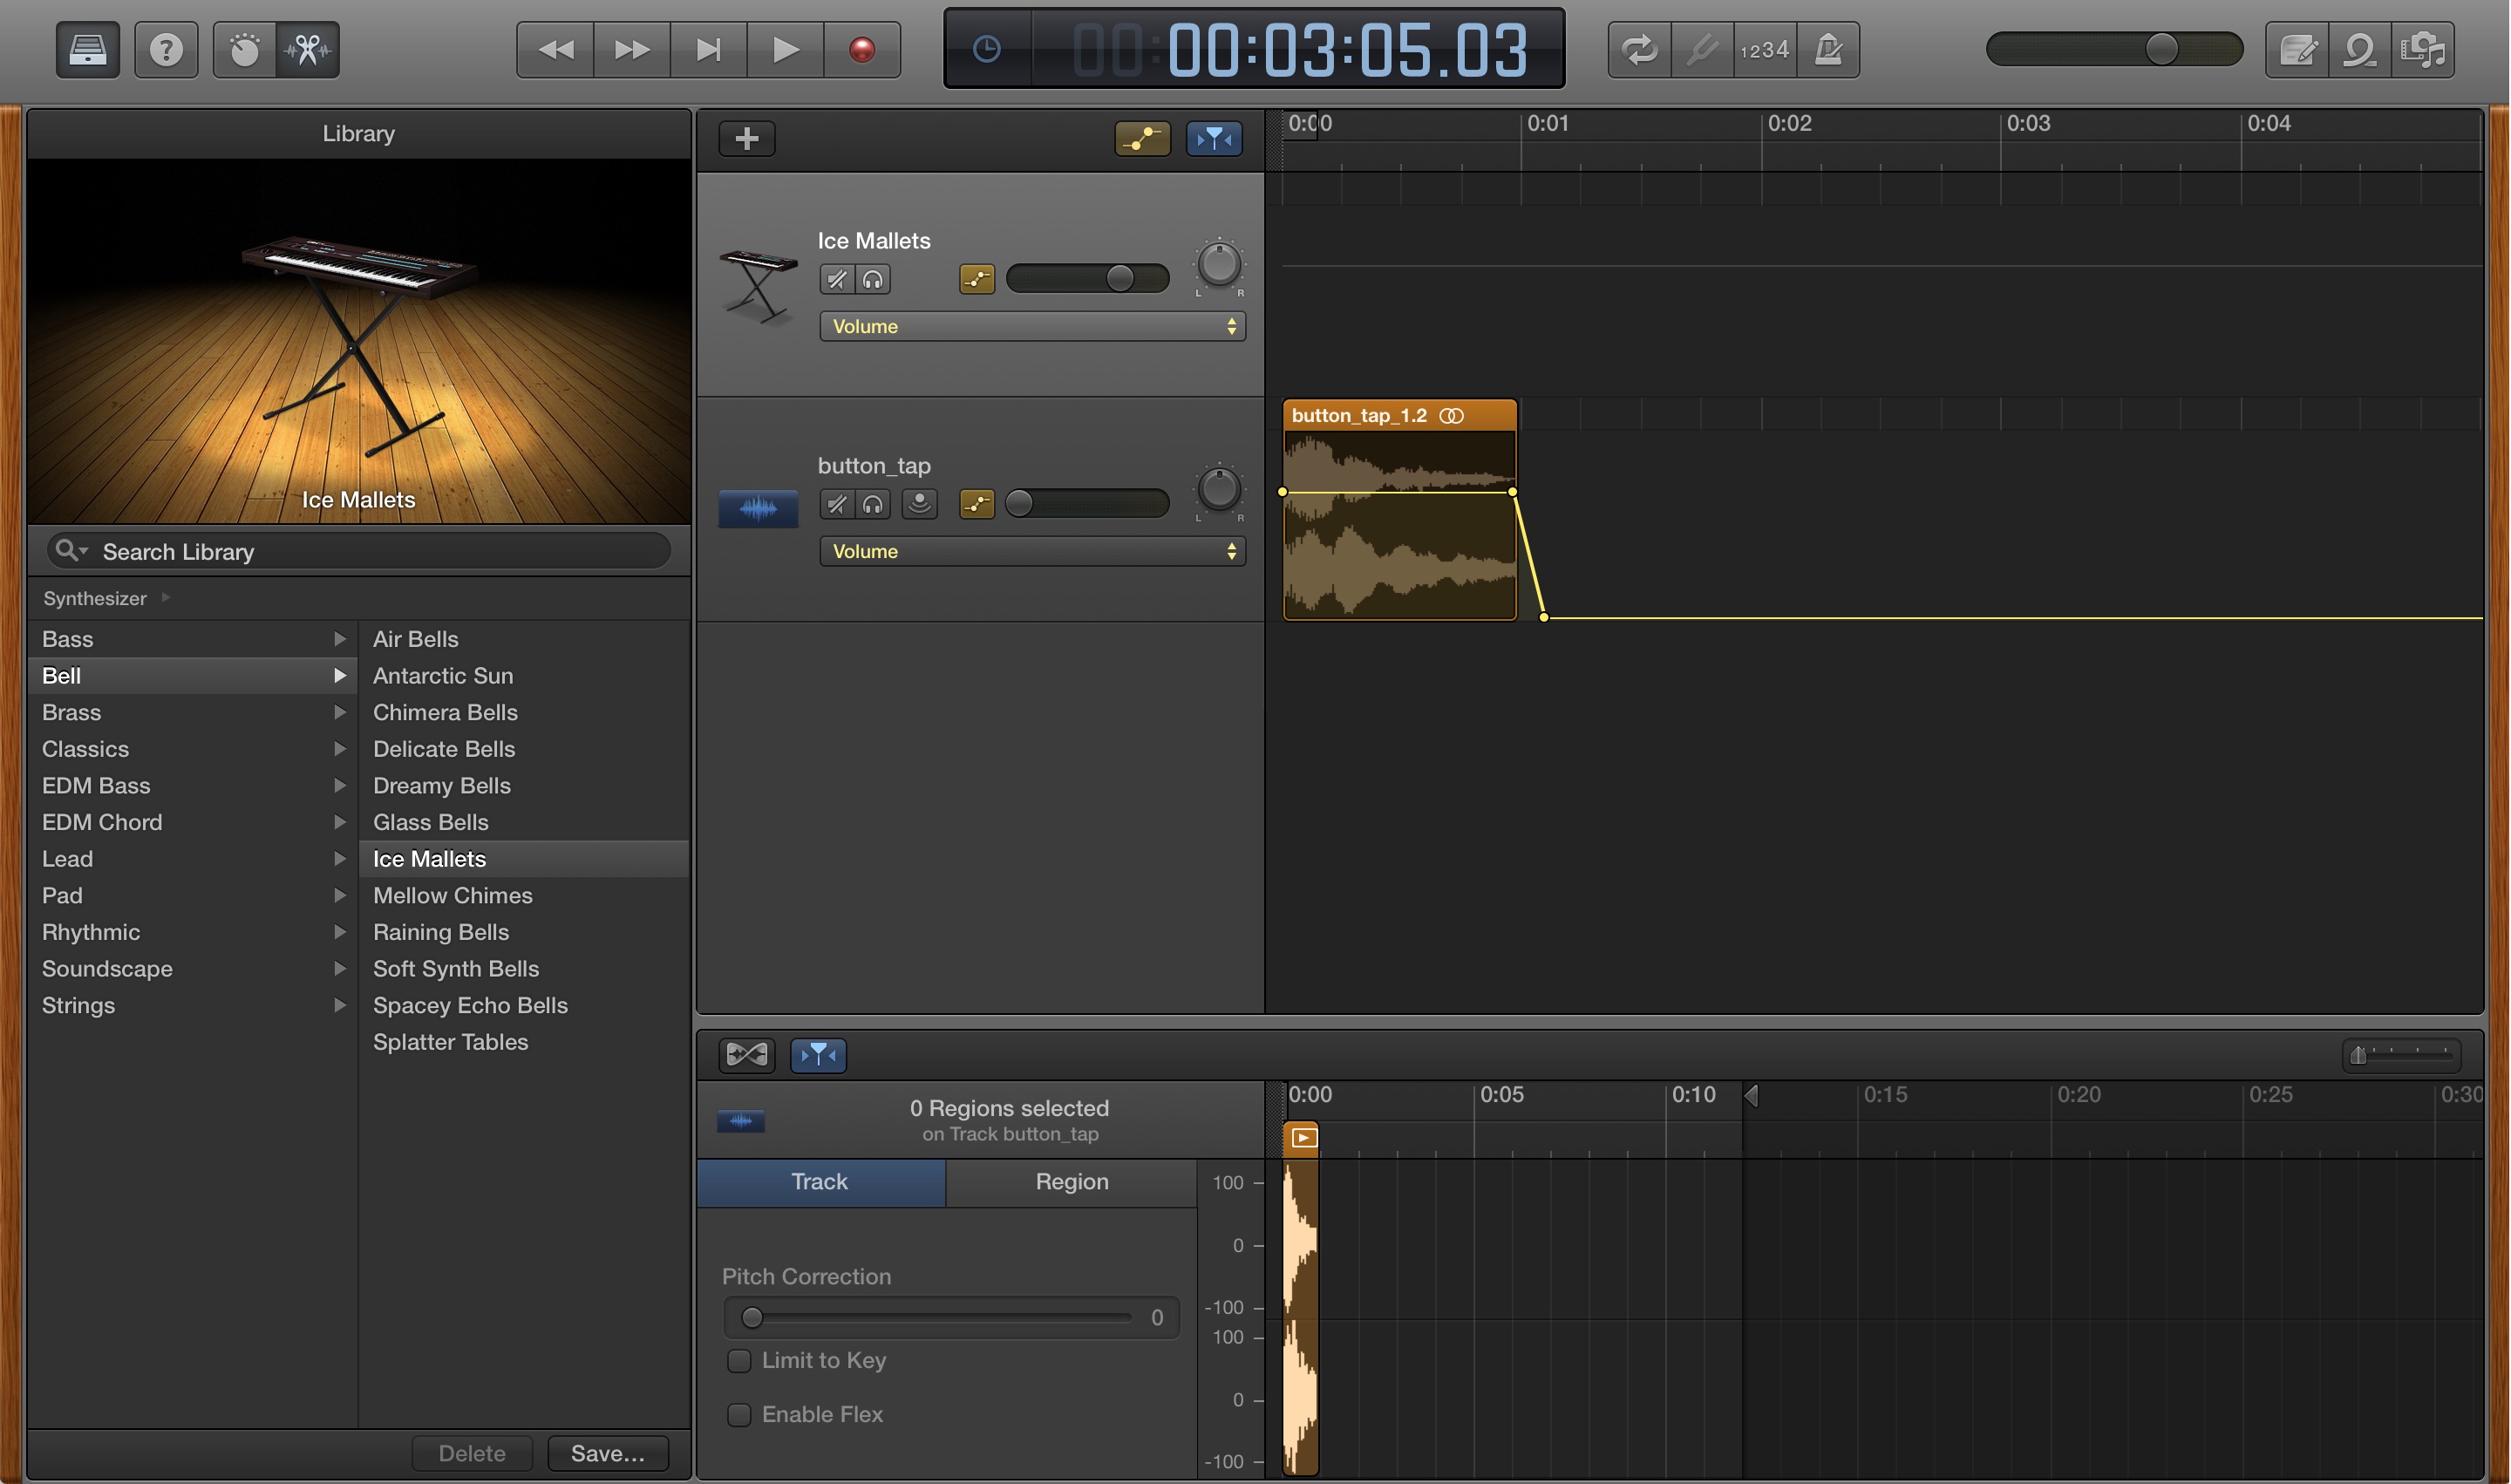 00:00:03:05.03
1234
Library
Ice Mallets
Search Library
Synthesizer
Bass
Bell
Brass
Classics
EDM Bass
EDM Chord
Lead
Pad
Rhythmic
Soundscape
Strings
Air Bells
Antarctic Sun
Chimera Bells
Delicate Bells
Dreamy Bells
Glass Bells
Ice Mallets
Mellow Chimes
Raining Bells
Soft Synth Bells
Spacey Echo Bells
Splatter Tables
Delete Save...
0:00 0:01 0:02 0:03 0:04
Ice Mallets
L R
Volume
button_tap
L R
Volume
button_tap_1.2
0:00 0:05 0:10 0:15 0:20 0:25 0:30
0 Regions selected
on Track button_tap
Track Region
Pitch Correction
0
Limit to Key
Enable Flex
100
0
-100
100
0
-100